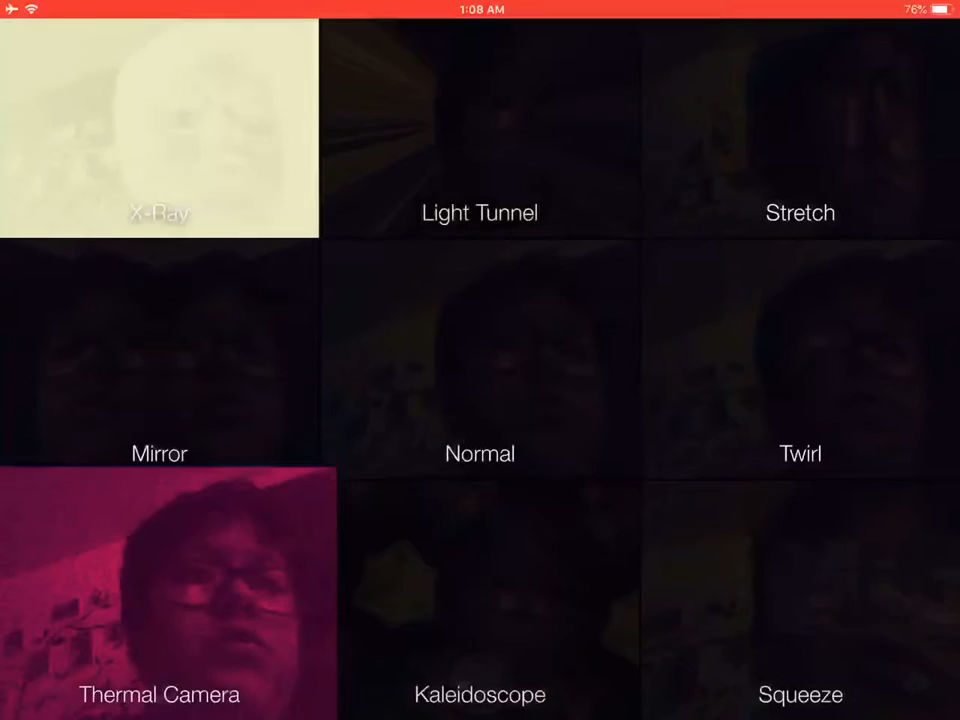 1:08 AM
76%
X-Ray
Light Tunnel
Stretch
Mirror
Normal
Twirl
Thermal Camera
Kaleidoscope
Squeeze